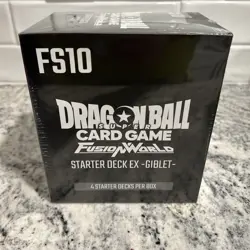 FS10
DRAGON BALL
SUPER
CARD GAME
FUSION WORLD
STARTER DECK EX -GIBLET-
4 STARTER DECKS PER BOX